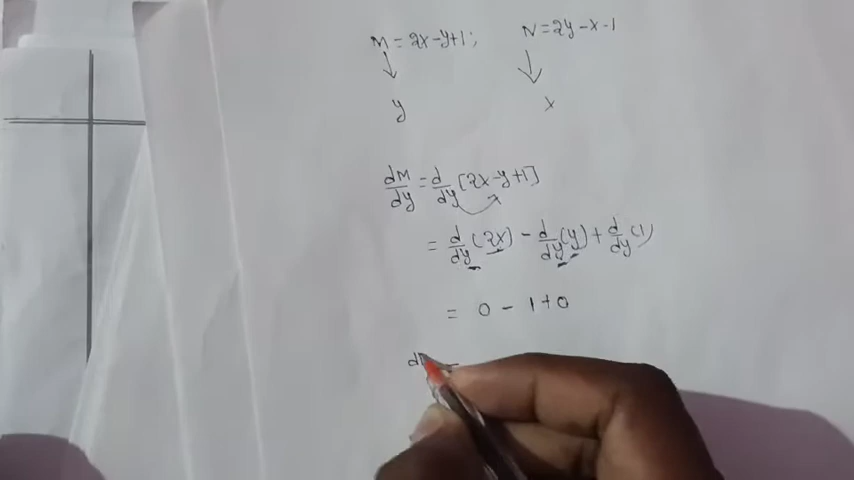 M = 2x-y+1; N = 2y-x-1
↓ ↓
y x
dM/dy = d/dy [2x-y+1]
= d/dy (2x) - d/dy (y) + d/dy (1)
= 0 - 1 + 0